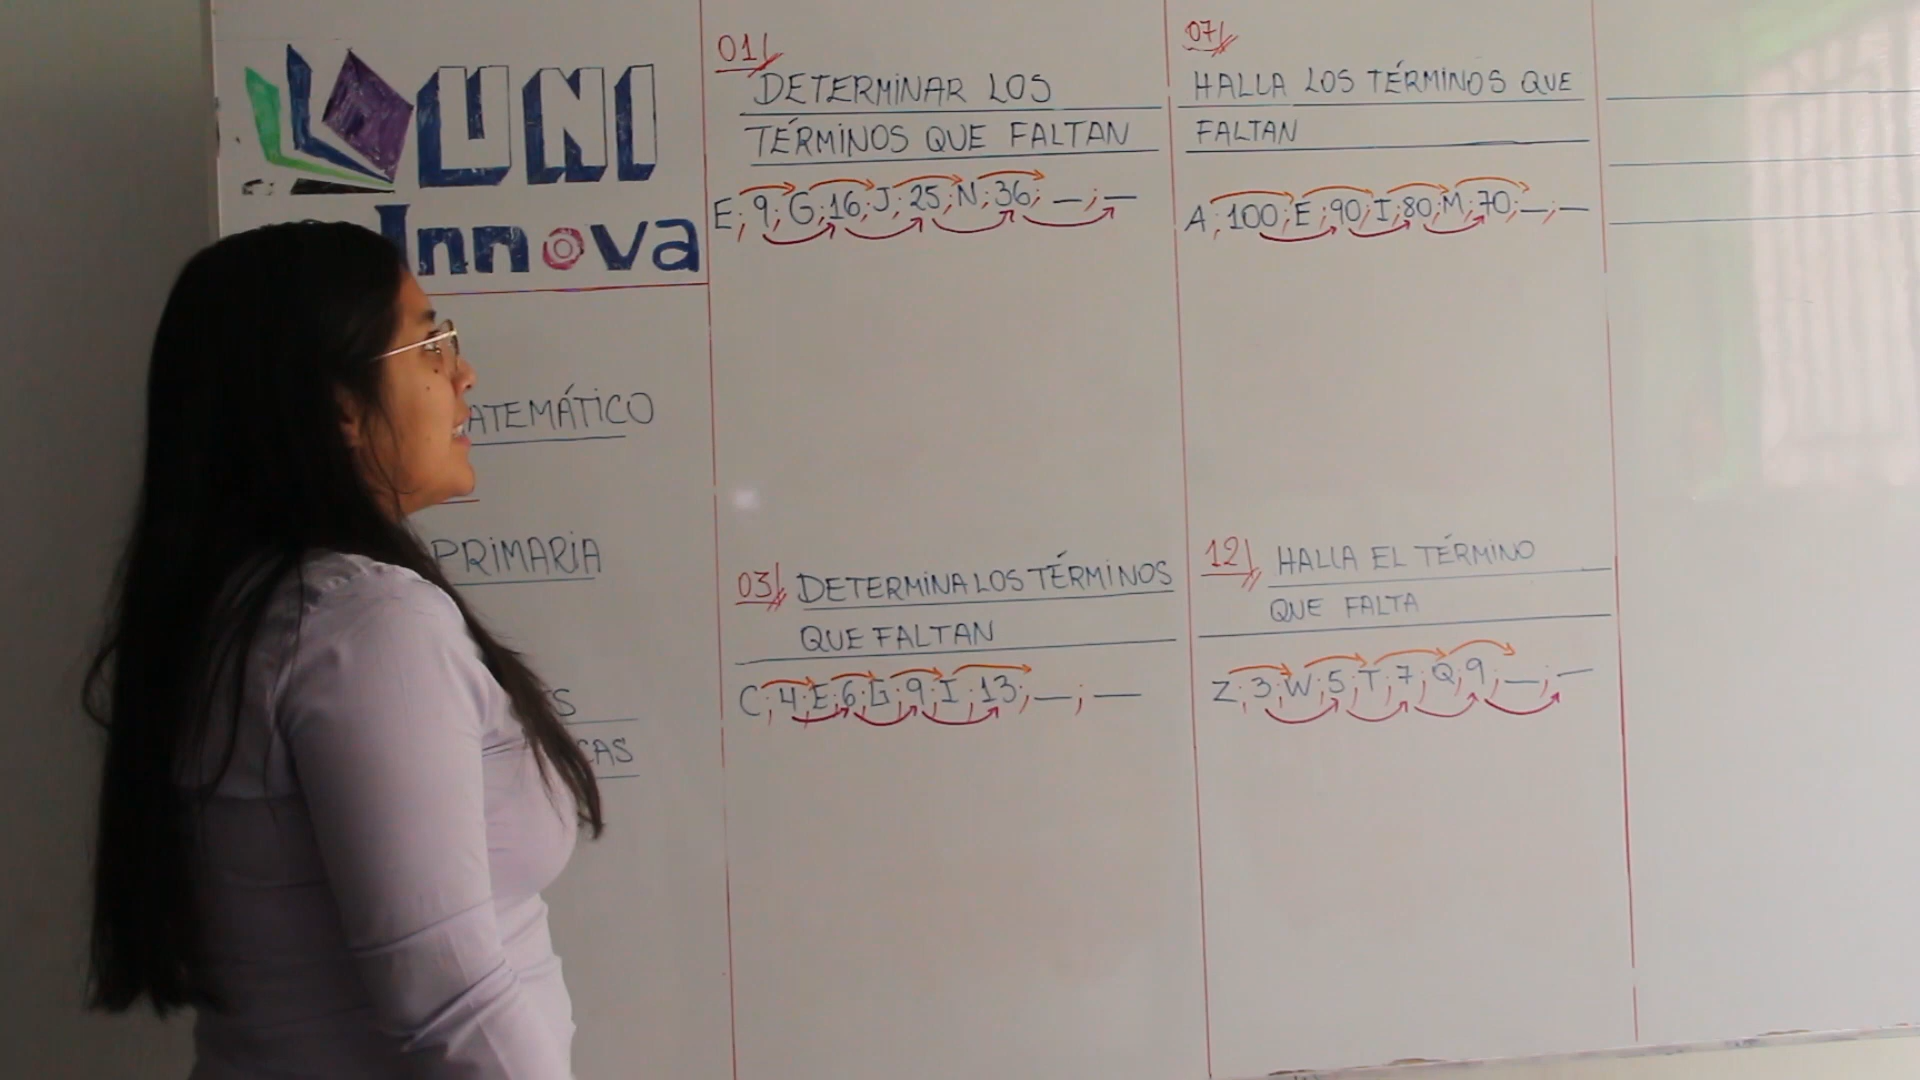 UNI
Innova
ATEMÁTICO
PRIMARIA
S
CAS
01//
DETERMINAR LOS
TÉRMINOS QUE FALTAN
E; 9; G; 16; J; 25; N; 36; __; __
03// DETERMINA LOS TÉRMINOS
QUE FALTAN
C; 4; E; 6; G; 9; I; 13; __; __
07//
HALLA LOS TÉRMINOS QUE
FALTAN
A; 100; E; 90; I; 80; M; 70; __; __
12// HALLA EL TÉRMINO
QUE FALTA
Z; 3; W; 5; T; 7; Q; 9; __; __